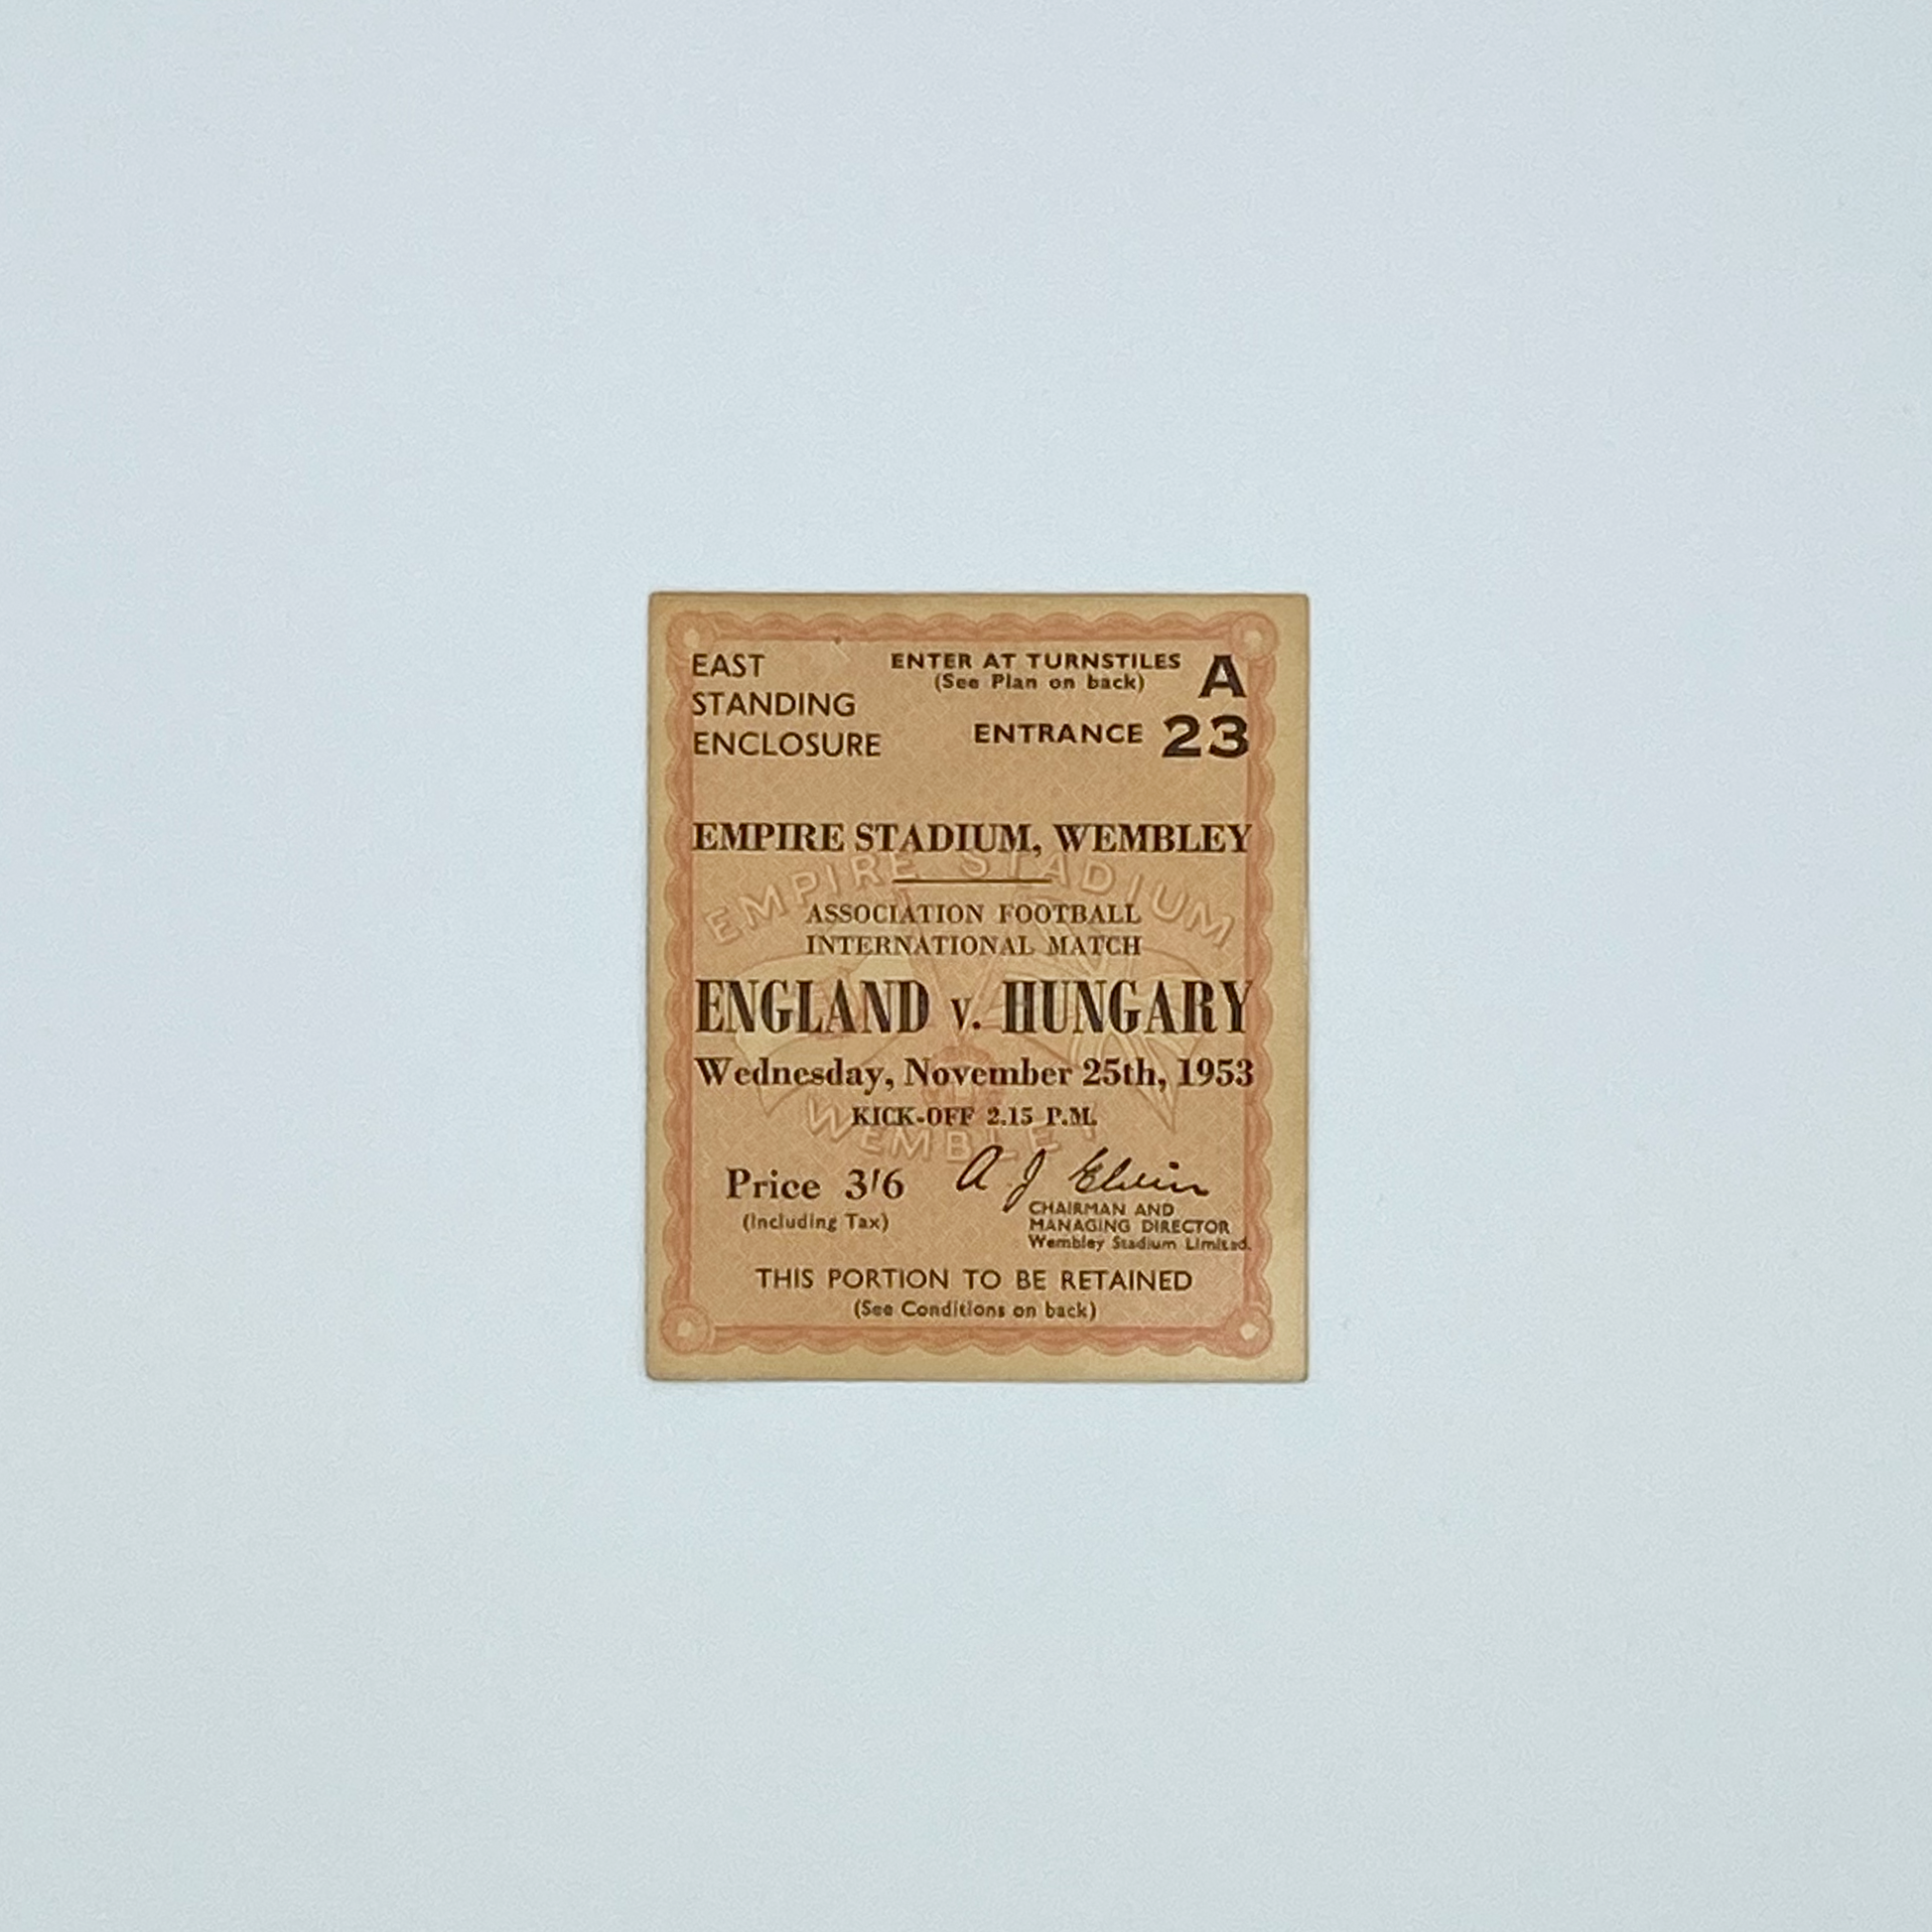 EAST
STANDING
ENCLOSURE
ENTER AT TURNSTILES A
(See Plan on back)
ENTRANCE 23
EMPIRE STADIUM, WEMBLEY
EMPIRE STADIUM
ASSOCIATION FOOTBALL
INTERNATIONAL MATCH
ENGLAND v. HUNGARY
Wednesday, November 25th, 1953
KICK-OFF 2.15 P.M.
WEMBLEY
Price 3/6
(Including Tax)
A J Elvin
CHAIRMAN AND
MANAGING DIRECTOR
Wembley Stadium Limited.
THIS PORTION TO BE RETAINED
(See Conditions on back)